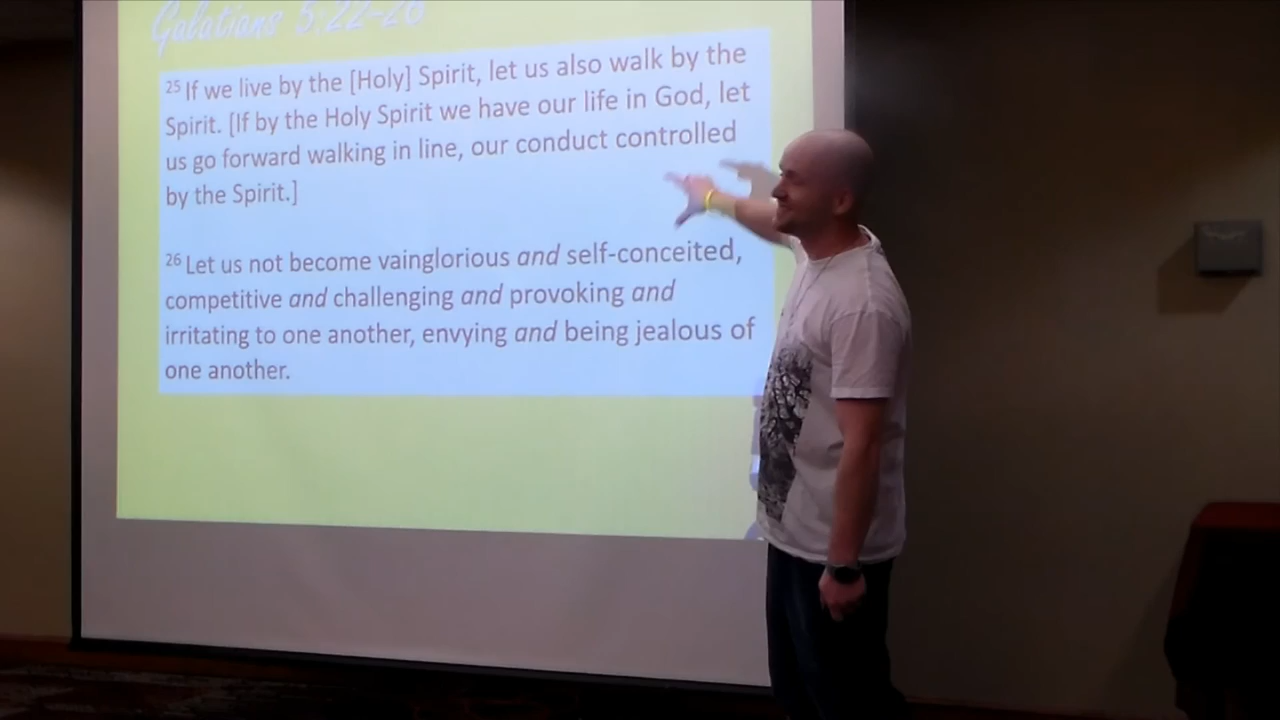 Galatians 5:22-26
25 If we live by the [Holy] Spirit, let us also walk by the
Spirit. [If by the Holy Spirit we have our life in God, let
us go forward walking in line, our conduct controlled
by the Spirit.]
26 Let us not become vainglorious and self-conceited,
competitive and challenging and provoking and
irritating to one another, envying and being jealous of
one another.